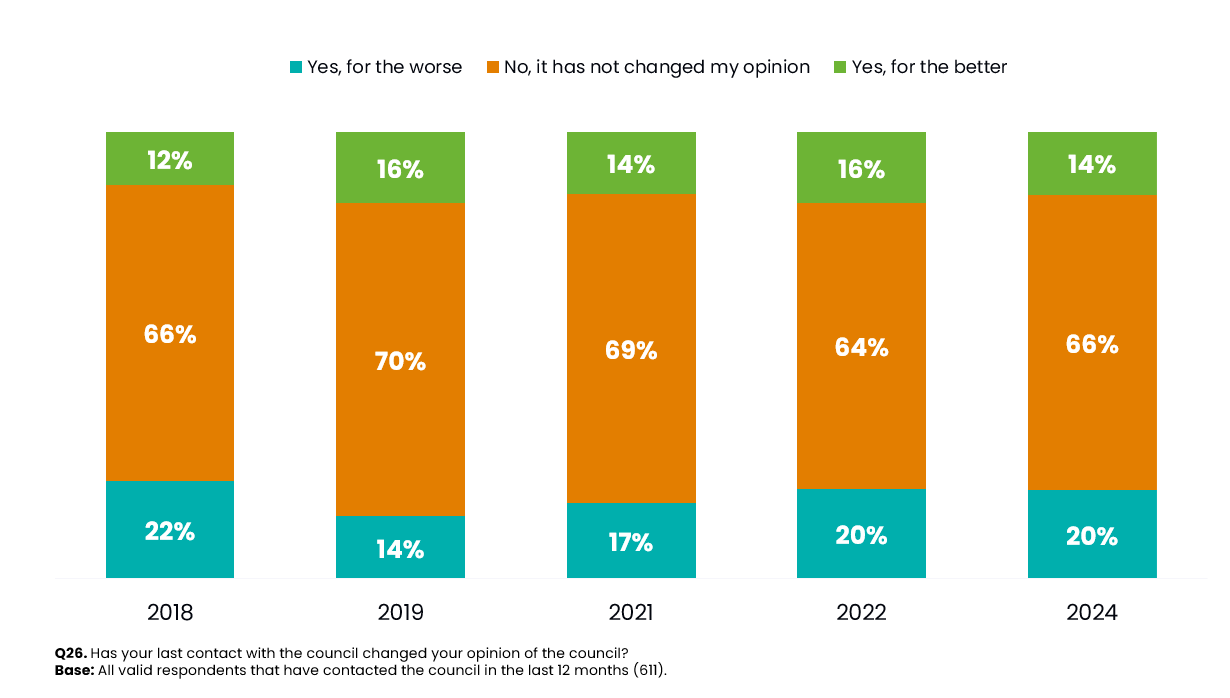 Yes, for the worse No, it has not changed my opinion Yes, for the better
12% 16% 14% 16% 14%
66% 70% 69% 64% 66%
22% 14% 17% 20% 20%
2018 2019 2021 2022 2024
Q26. Has your last contact with the council changed your opinion of the council?
Base: All valid respondents that have contacted the council in the last 12 months (611).